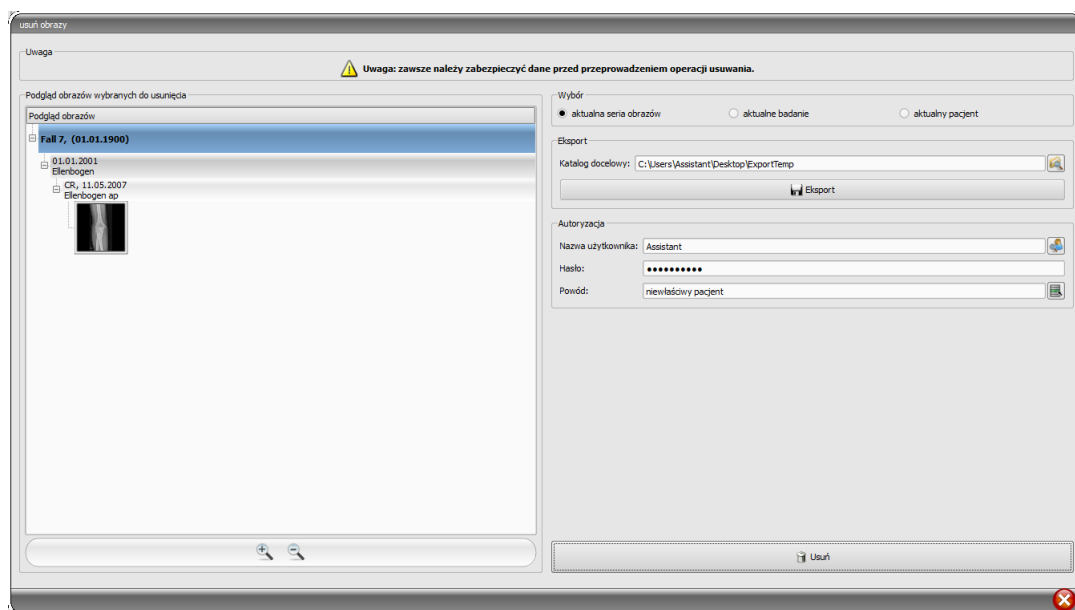 usuń obrazy
Uwaga
Uwaga: zawsze należy zabezpieczyć dane przed przeprowadzeniem operacji usuwania.
Podgląd obrazów wybranych do usunięcia
Podgląd obrazów
Fall 7, (01.01.1900)
01.01.2001
Ellenbogen
CR, 11.05.2007
Ellenbogen ap
Wybór
aktualna seria obrazów
aktualne badanie
aktualny pacjent
Eksport
Katalog docelowy: C:\Users\Assistant\Desktop\ExportTemp
Eksport
Autoryzacja
Nazwa użytkownika: Assistant
Hasło: ●●●●●●●●●●
Powód: niewłaściwy pacjent
Usuń